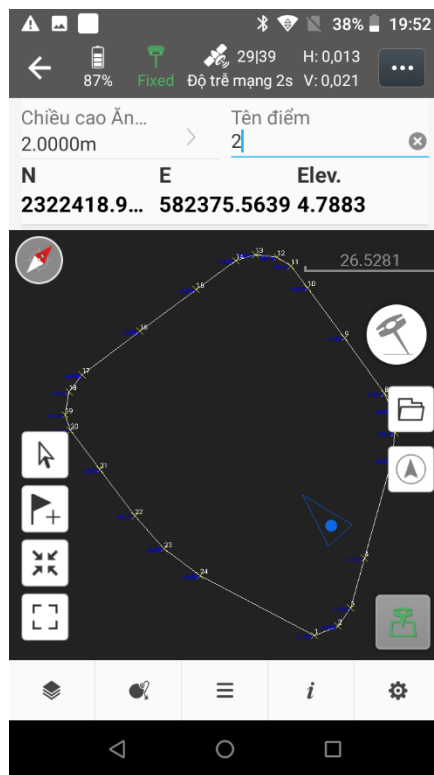 38% 19:52
87% Fixed 29|39 H: 0,013
Độ trễ mạng 2s V: 0,021
Chiều cao Ăn... Tên điểm
2.0000m 2
N E Elev.
2322418.9... 582375.5639 4.7883
26.5281
14 13 12
11
10
15
9
16
8
17
18
19
20
21
22
23
24
4
3
2
1
i